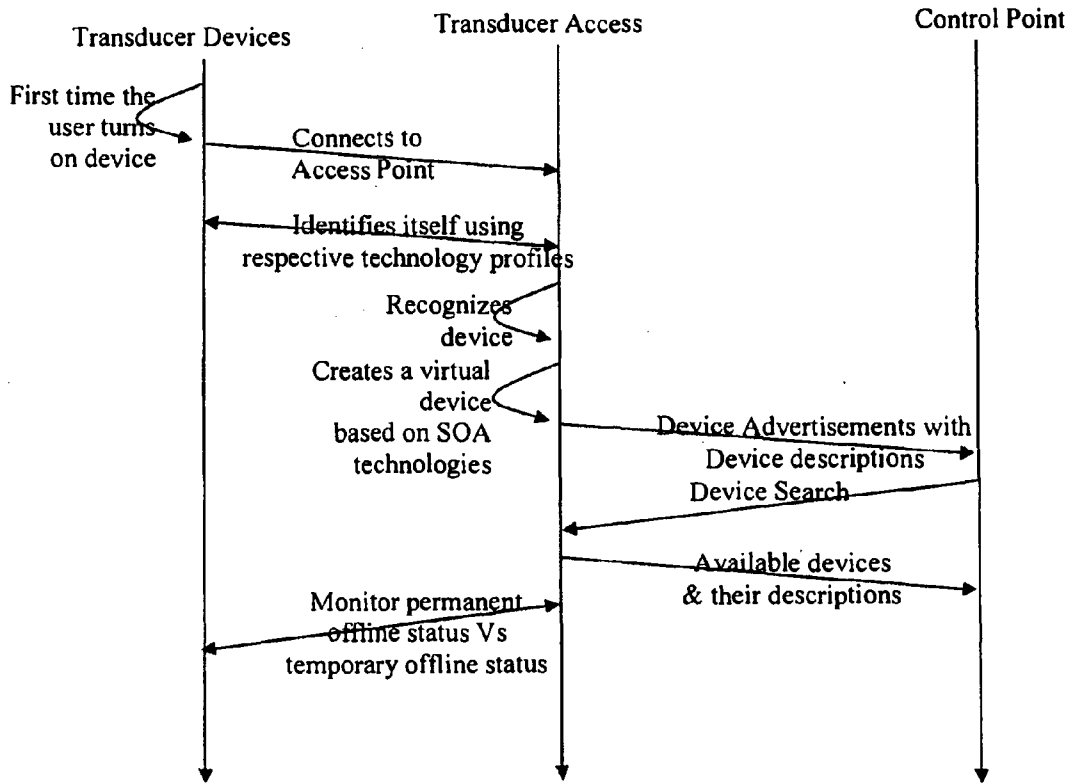 Transducer Devices
Transducer Access
Control Point
First time the
user turns
on device
Connects to
Access Point
Identifies itself using
respective technology profiles
Recognizes
device
Creates a virtual
device
based on SOA
technologies
Device Advertisements with
Device descriptions
Device Search
Available devices
& their descriptions
Monitor permanent
offline status Vs
temporary offline status